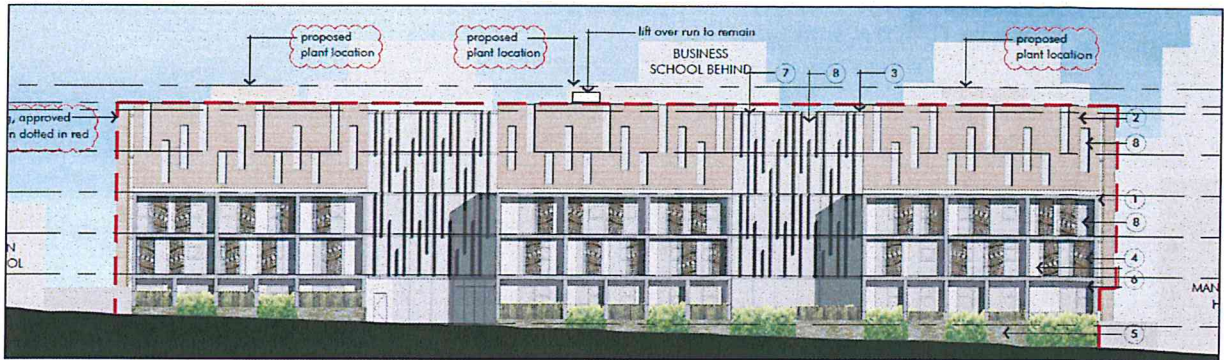 proposed
plant location
proposed
plant location
lift over run to remain
BUSINESS
SCHOOL BEHIND
7
8
3
proposed
plant location
g, approved
n dotted in red
2
8
1
8
4
6
5
N
OL
MAN
H